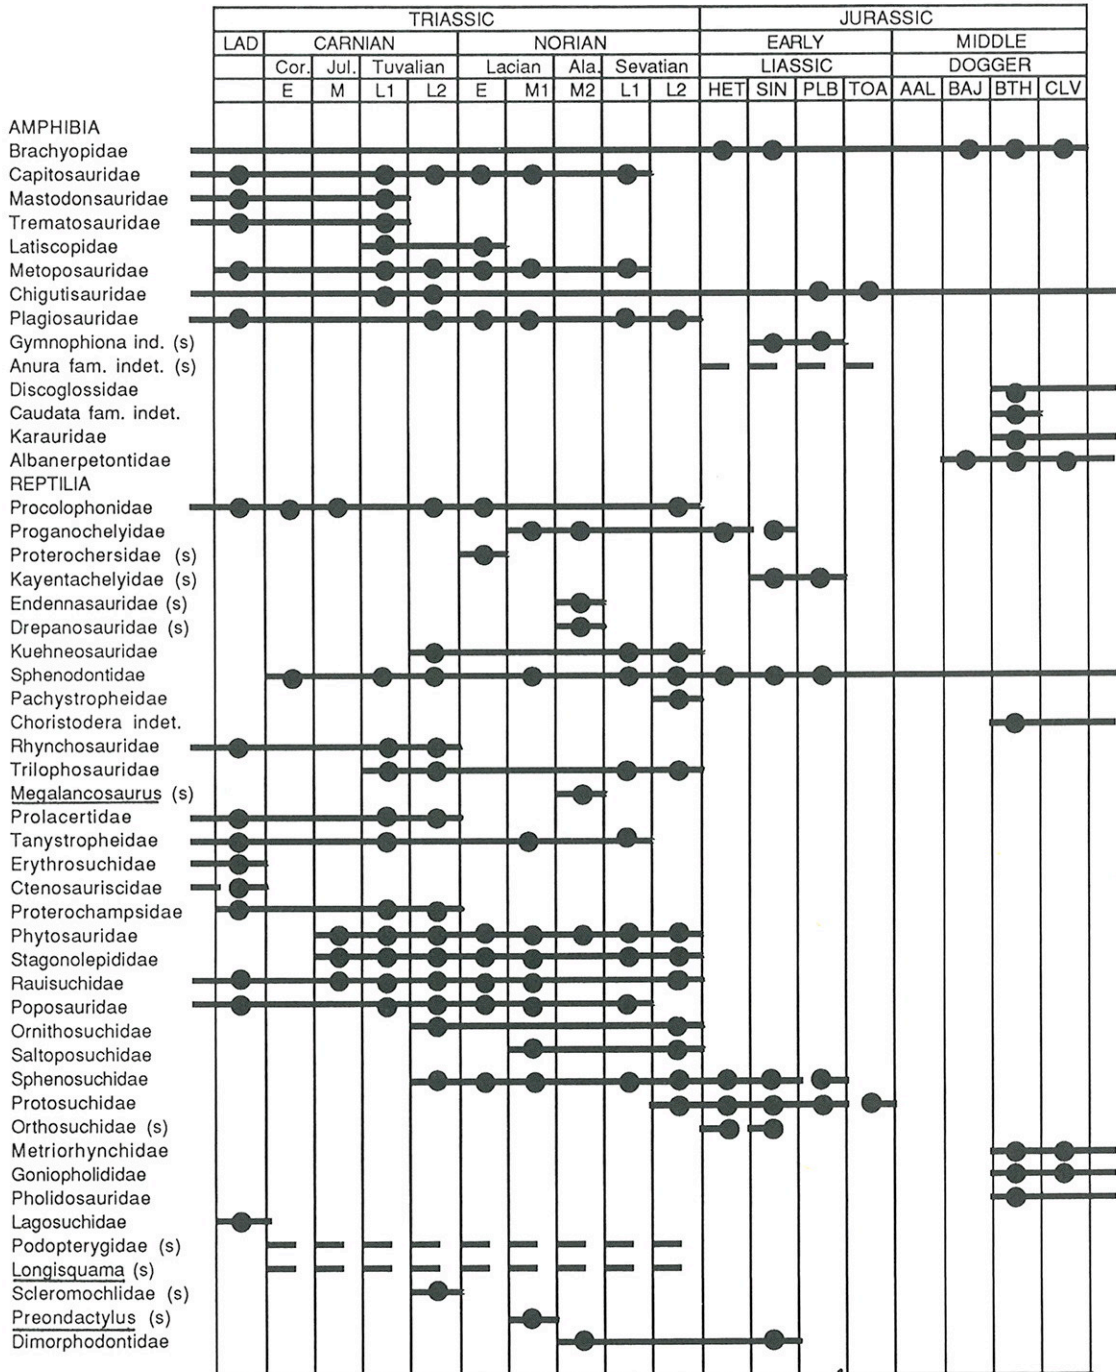 TRIASSIC JURASSIC
LAD CARNIAN NORIAN EARLY MIDDLE
Cor. Jul. Tuvalian Lacian Ala. Sevatian LIASSIC DOGGER
E M L1 L2 E M1 M2 L1 L2 HET SIN PLB TOA AAL BAJ BTH CLV
AMPHIBIA
Brachyopidae
Capitosauridae
Mastodonsauridae
Trematosauridae
Latiscopidae
Metoposauridae
Chigutisauridae
Plagiosauridae
Gymnophiona ind. (s)
Anura fam. indet. (s)
Discoglossidae
Caudata fam. indet.
Karauridae
Albanerpetontidae
REPTILIA
Procolophonidae
Proganochelyidae
Proterochersidae (s)
Kayentachelyidae (s)
Endennasauridae (s)
Drepanosauridae (s)
Kuehneosauridae
Sphenodontidae
Pachystropheidae
Choristodera indet.
Rhynchosauridae
Trilophosauridae
Megalancosaurus (s)
Prolacertidae
Tanystropheidae
Erythrosuchidae
Ctenosauriscidae
Proterochampsidae
Phytosauridae
Stagonolepididae
Rauisuchidae
Poposauridae
Ornithosuchidae
Saltoposuchidae
Sphenosuchidae
Protosuchidae
Orthosuchidae (s)
Metriorhynchidae
Goniopholididae
Pholidosauridae
Lagosuchidae
Podopterygidae (s)
Longisquama (s)
Scleromochlidae (s)
Preondactylus (s)
Dimorphodontidae